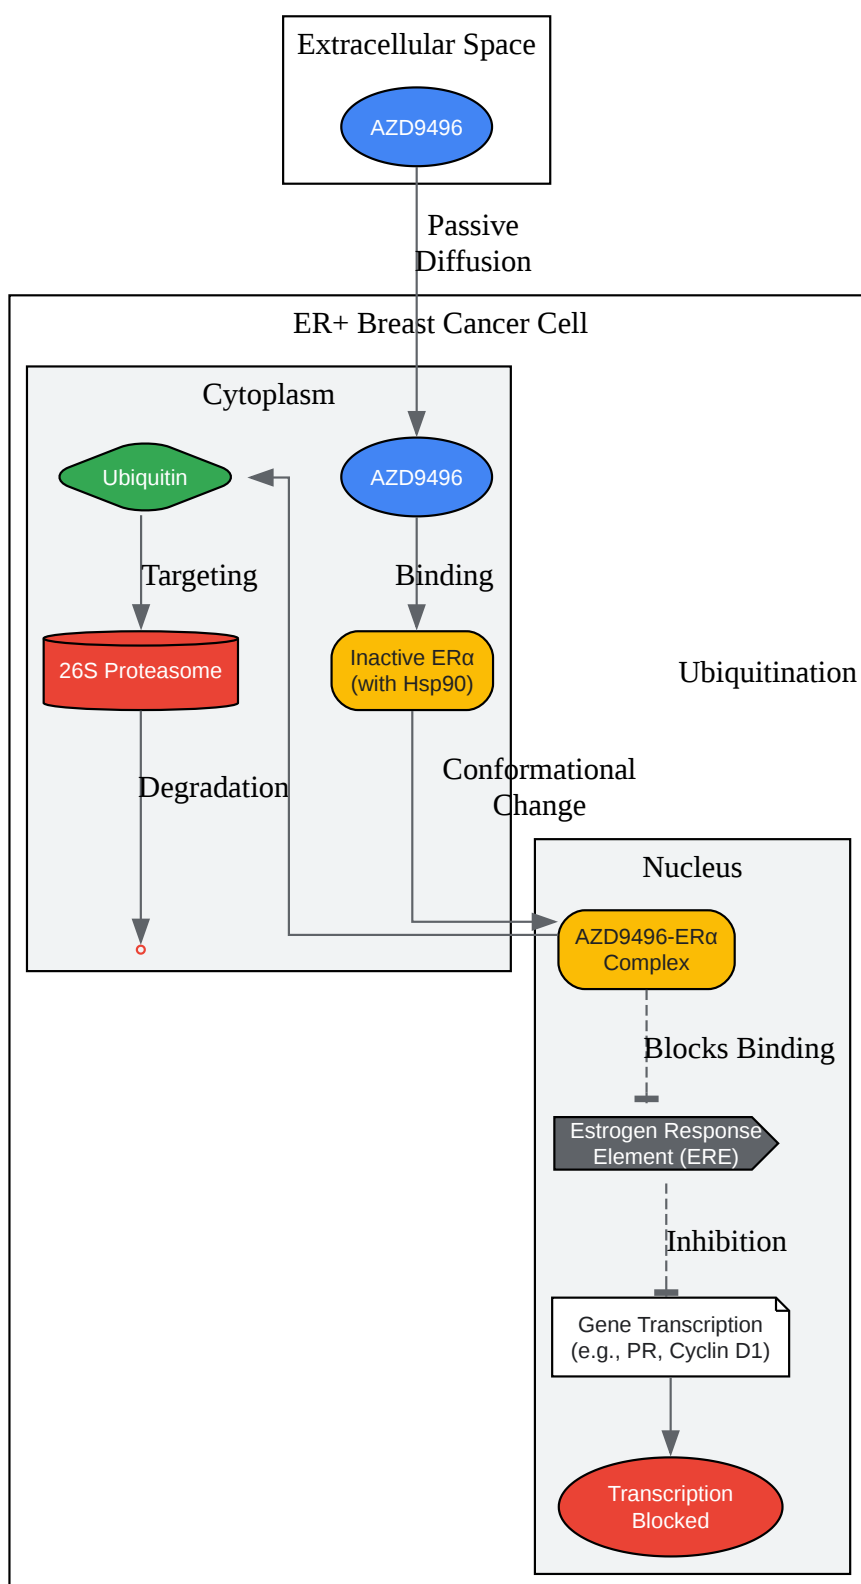 Extracellular Space
AZD9496
Passive
Diffusion
ER+ Breast Cancer Cell
Cytoplasm
Ubiquitin
AZD9496
Targeting
Binding
26S Proteasome
Inactive ERα
(with Hsp90)
Ubiquitination
Degradation
Conformational
Change
Nucleus
AZD9496-ERα
Complex
Blocks Binding
Estrogen Response
Element (ERE)
Inhibition
Gene Transcription
(e.g., PR, Cyclin D1)
Transcription
Blocked